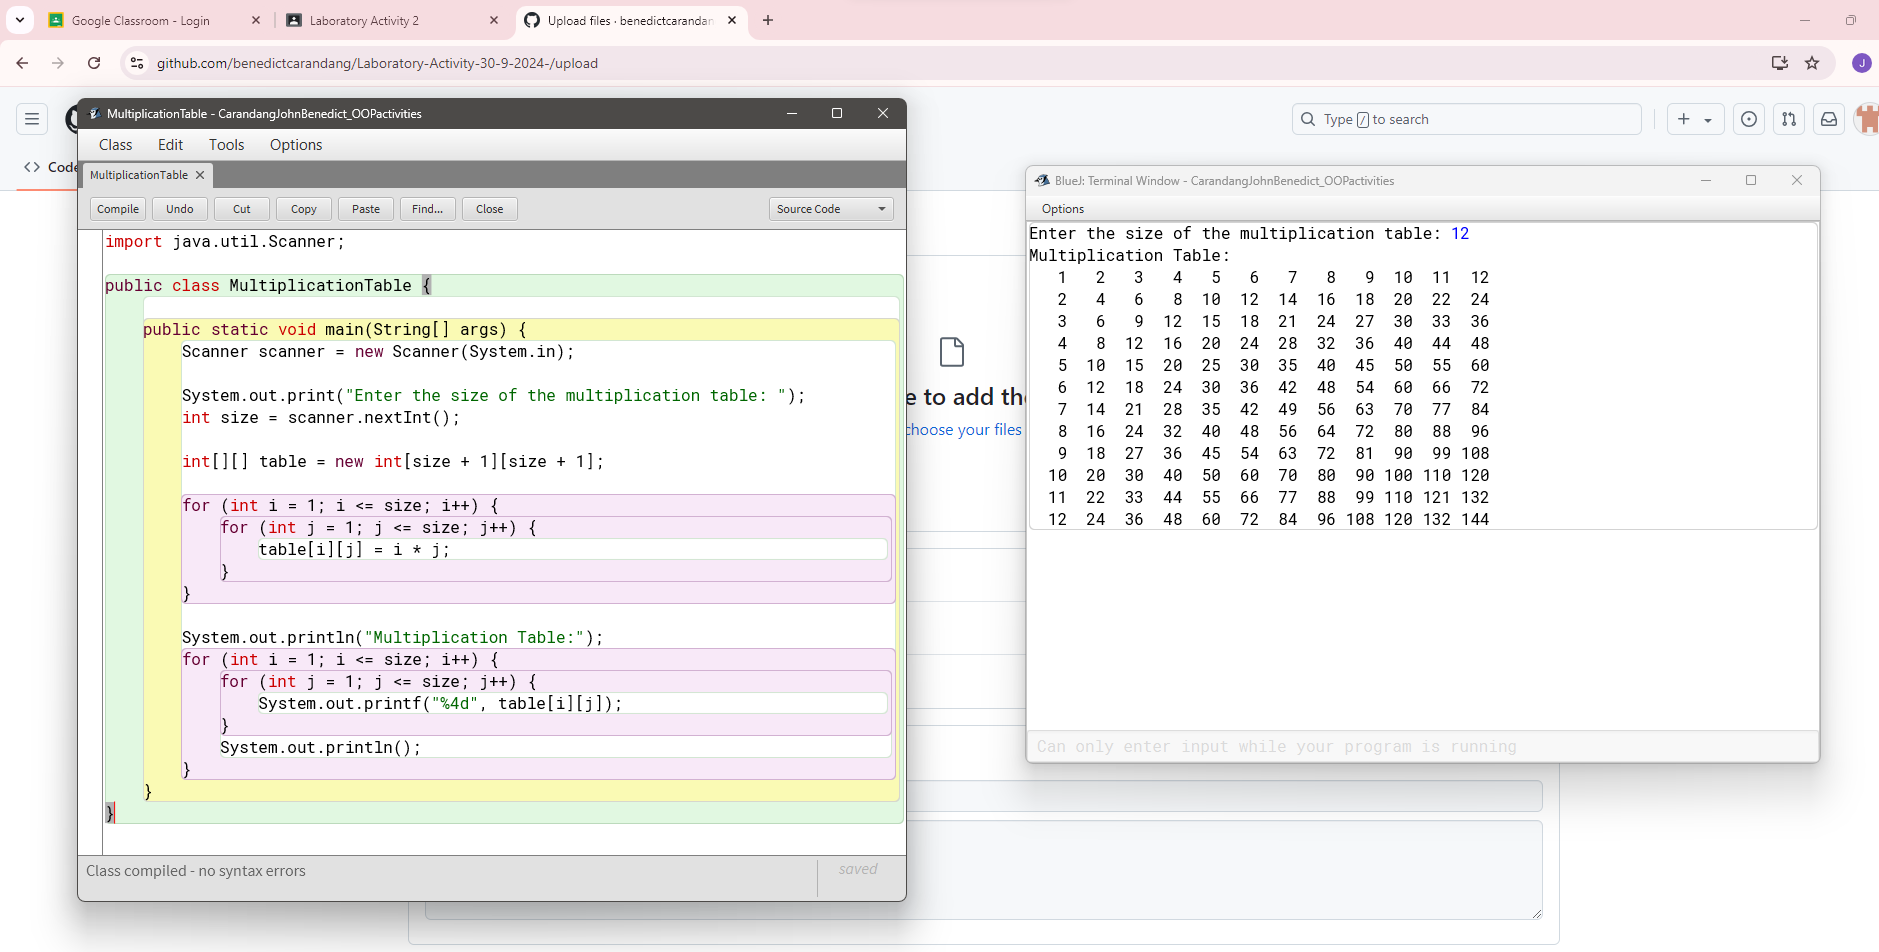 Google Classroom - Login
Laboratory Activity 2
Upload files · benedictcarandan
github.com/benedictcarandang/Laboratory-Activity-30-9-2024-/upload
J
Type / to search
Code
MultiplicationTable - CarandangJohnBenedict_OOPactivities
Class Edit Tools Options
MultiplicationTable
Compile Undo Cut Copy Paste Find... Close Source Code
import java.util.Scanner;
public class MultiplicationTable {
public static void main(String[] args) {
Scanner scanner = new Scanner(System.in);
System.out.print("Enter the size of the multiplication table: ");
int size = scanner.nextInt();
int[][] table = new int[size + 1][size + 1];
for (int i = 1; i <= size; i++) {
for (int j = 1; j <= size; j++) {
table[i][j] = i * j;
}
}
System.out.println("Multiplication Table:");
for (int i = 1; i <= size; i++) {
for (int j = 1; j <= size; j++) {
System.out.printf("%4d", table[i][j]);
}
System.out.println();
}
}
}
Class compiled - no syntax errors
saved
e to add the
choose your files
BlueJ: Terminal Window - CarandangJohnBenedict_OOPactivities
Options
Enter the size of the multiplication table: 12
Multiplication Table:
1 2 3 4 5 6 7 8 9 10 11 12
2 4 6 8 10 12 14 16 18 20 22 24
3 6 9 12 15 18 21 24 27 30 33 36
4 8 12 16 20 24 28 32 36 40 44 48
5 10 15 20 25 30 35 40 45 50 55 60
6 12 18 24 30 36 42 48 54 60 66 72
7 14 21 28 35 42 49 56 63 70 77 84
8 16 24 32 40 48 56 64 72 80 88 96
9 18 27 36 45 54 63 72 81 90 99 108
10 20 30 40 50 60 70 80 90 100 110 120
11 22 33 44 55 66 77 88 99 110 121 132
12 24 36 48 60 72 84 96 108 120 132 144
Can only enter input while your program is running